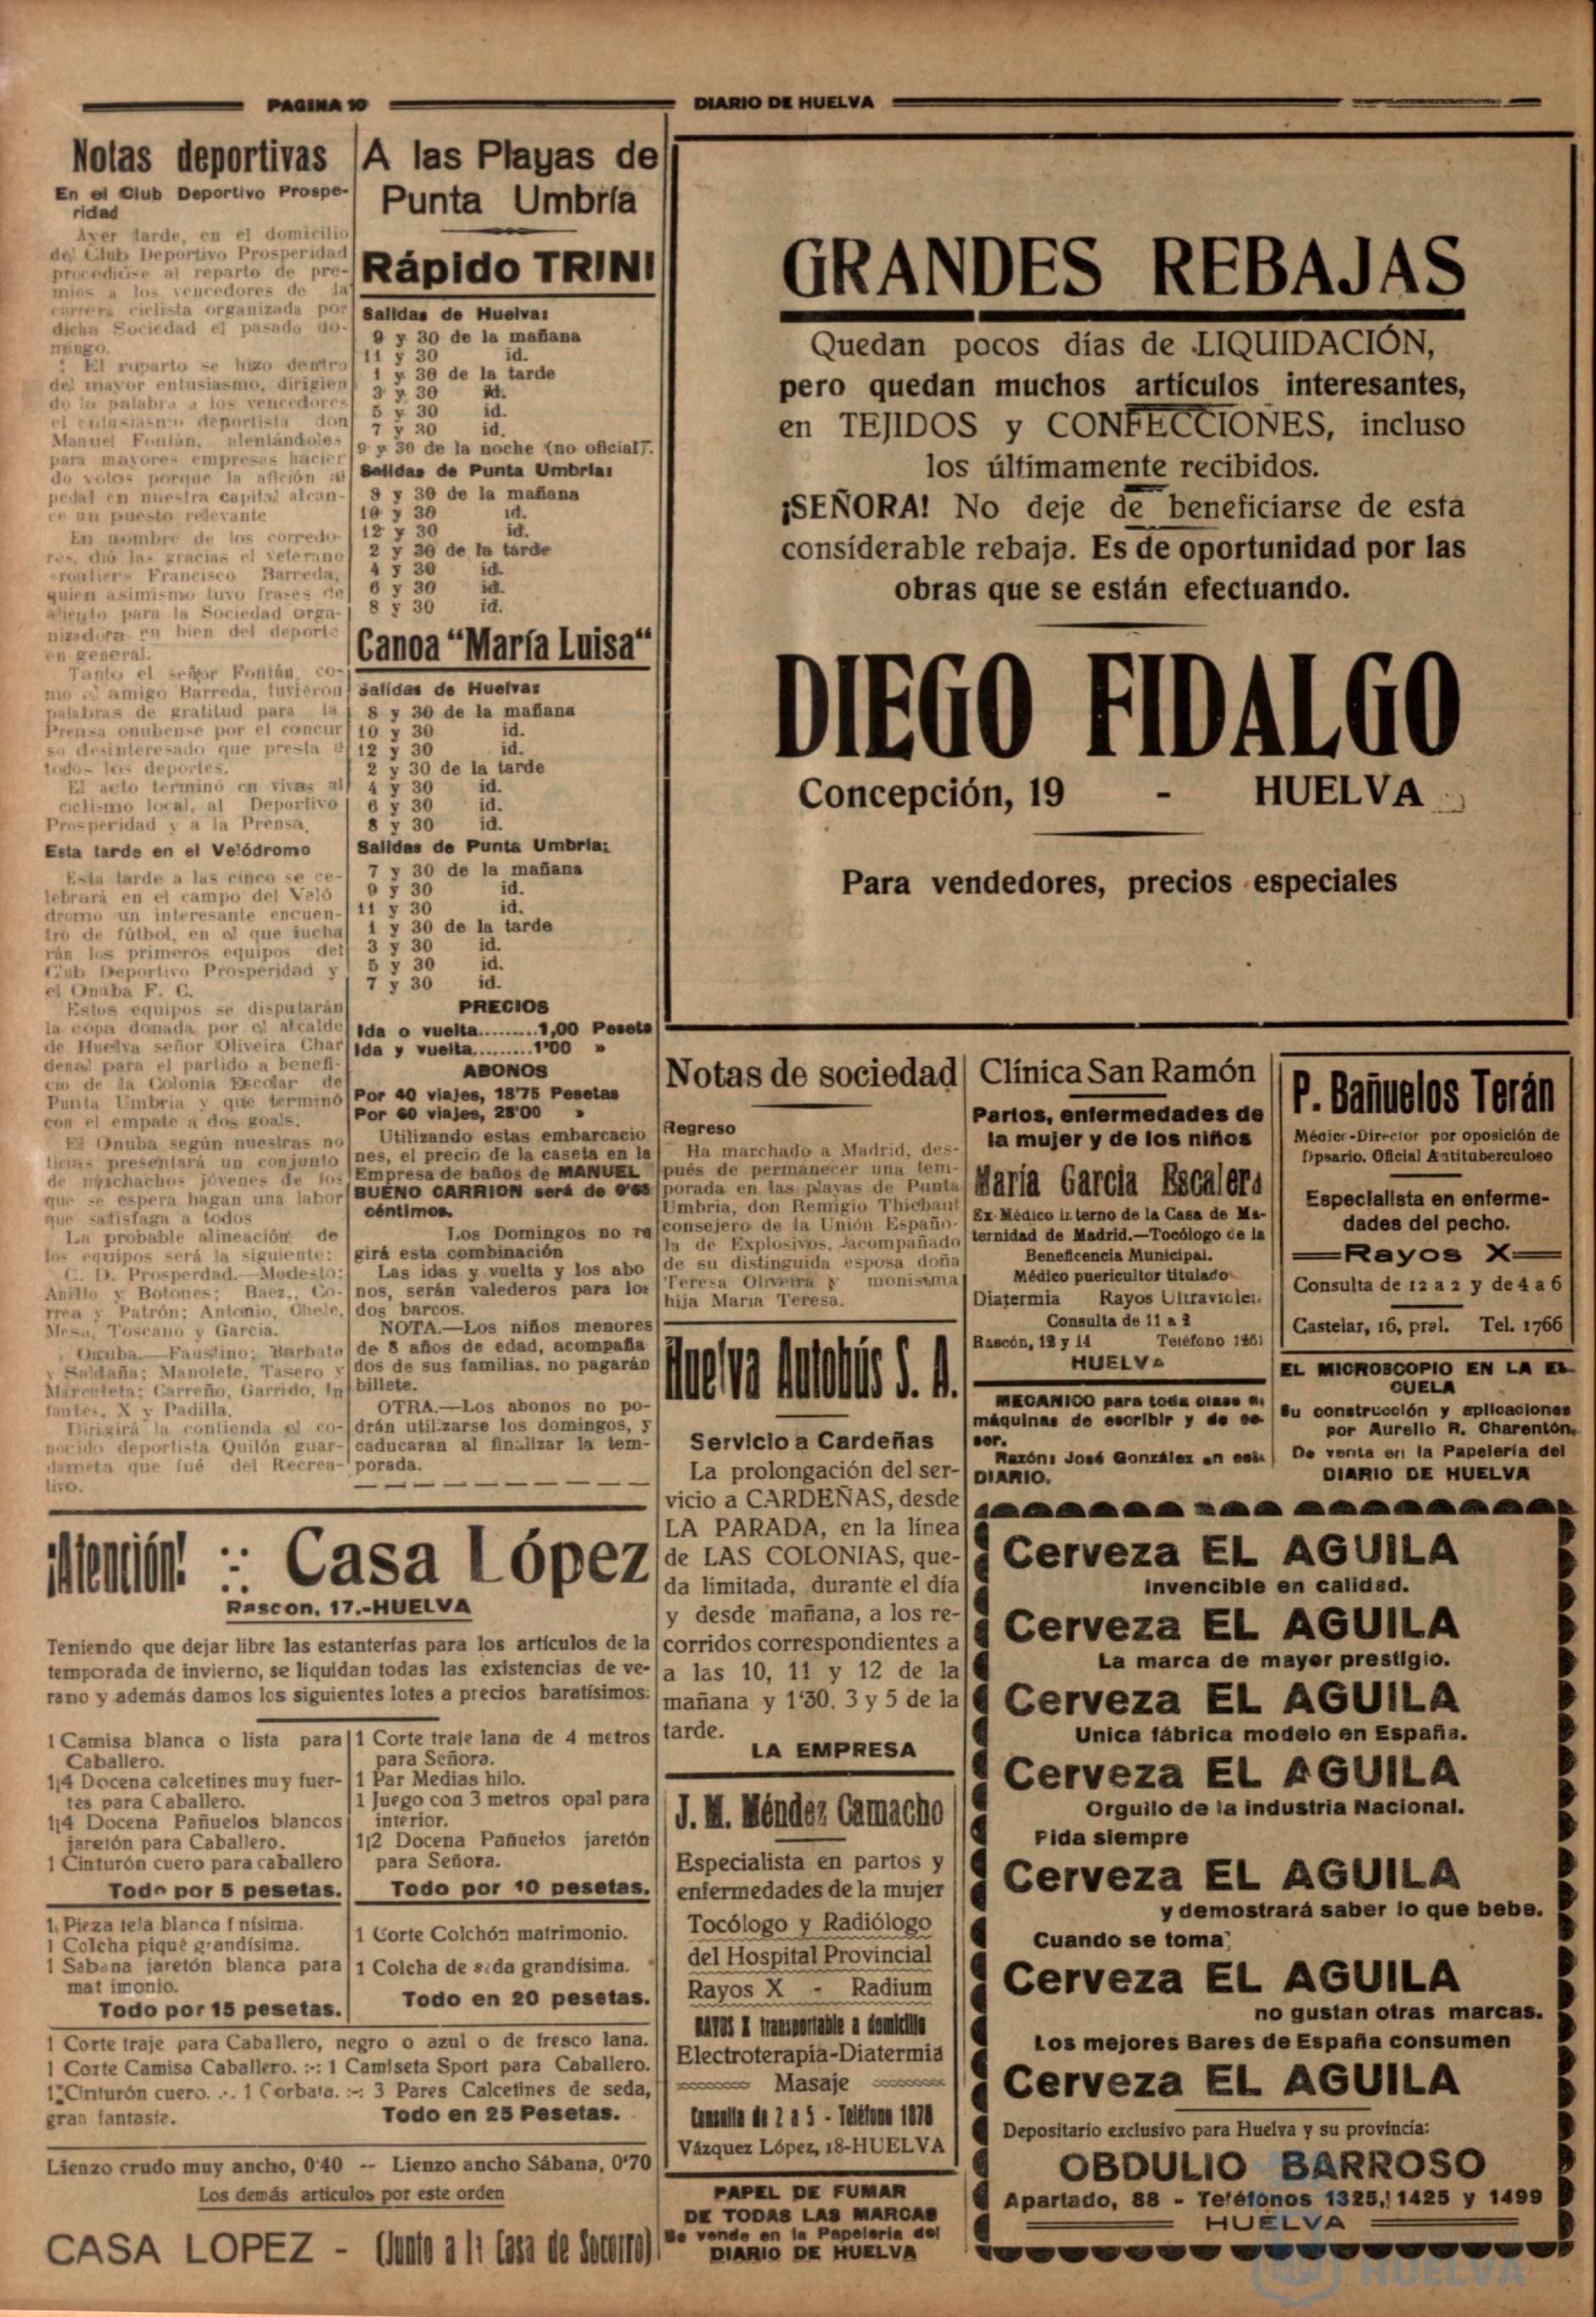 PAGINA 10
DIARIO DE HUELVA
Notas deportivas
En el Club Deportivo Prospe-
ridad
Ayer tarde, en el domicilio
del Club Deportivo Prosperidad
procedióse al reparto de pre-
mios a los vencedores de la
carrera ciclista organizada por
dicha Sociedad el pasado do-
mingo.
El reparto se hizo dentro
del mayor entusiasmo, dirigien
do la palabra a los vencedores
el entusiasmo deportista don
Manuel Fontán, alentándoles
para mayores empresas hacien
do votos porque la afición al
pedal en nuestra capital alcan-
ce un puesto relevante
En nombre de los corredo-
res, dió las gracias el veterano
«routier» Francisco Barreda,
quien asimismo tuvo frases de
aliento para la Sociedad orga-
nizadora en bien del deporte
en general.
Tanto el señor Fontán, co-
mo el amigo Barreda, tuvieron
palabras de gratitud para la
Prensa onubense por el concur
so desinteresado que presta a
todos los deportes.
El acto terminó en vivas al
ciclismo local, al Deportivo
Prosperidad y a la Prensa.
Esta tarde en el Velódromo
Esta tarde a las cinco se ce-
lebrará en el campo del Veló
dromo un interesante encuen-
tro de fútbol, en el que lucha
rán los primeros equipos del
Club Deportivo Prosperidad y
el Onuba F. C.
Estos equipos se disputarán
la copa donada por el alcalde
de Huelva señor Oliveira Char
denal para el partido a benefi-
cio de la Colonia Escolar de
Punta Umbria y que terminó
con el empate a dos goals.
El Onuba según nuestras no
ticias presentará un conjunto
de muchachos jóvenes de los
que se espera hagan una labor
que satisfaga a todos
La probable alineación de
los equipos será la siguiente:
C. D. Prosperdad.—Modesto;
Anillo y Botones; Baez,, Co-
rrea y Patrón; Antonio, Chele,
Mesa, Toscano y Garcia.
Onuba.—Faustino; Barbato
y Saldaña; Manolete, Tasero y
Marculeta; Carreño, Garrido, In
fantes, X y Padilla.
Dirigirá la contienda el co-
nocido deportista Quilón guar-
dameta que fué del Recrea-
tivo.
A las Playas de
Punta Umbría
Rápido TRINI
Salidas de Huelva:
9 y 30 de la mañana
11 y 30 id.
1 y 30 de la tarde
3 y 30 id.
5 y 30 id.
7 y 30 id.
9 y 30 de la noche (no oficial).
Salidas de Punta Umbría:
9 y 30 de la mañana
10 y 30 id.
12 y 30 id.
2 y 30 de la tarde
4 y 30 id.
6 y 30 id.
8 y 30 id.
Canoa "María Luisa"
Salidas de Huelva:
8 y 30 de la mañana
10 y 30 id.
12 y 30 id.
2 y 30 de la tarde
4 y 30 id.
6 y 30 id.
8 y 30 id.
Salidas de Punta Umbría:
7 y 30 de la mañana
9 y 30 id.
11 y 30 id.
1 y 30 de la tarde
3 y 30 id.
5 y 30 id.
7 y 30 id.
PRECIOS
Ida o vuelta.........1,00 Peseta
Ida y vuelta.........1'00 »
ABONOS
Por 40 viajes, 18'75 Pesetas
Por 60 viajes, 28'00 »
Utilizando estas embarcacio
nes, el precio de la caseta en la
Empresa de baños de MANUEL
BUENO CARRION será de 0'65
céntimos.
Los Domingos no re
girá esta combinación
Las idas y vuelta y los abo
nos, serán valederos para los
dos barcos.
NOTA.—Los niños menores
de 8 años de edad, acompaña
dos de sus familias. no pagarán
billete.
OTRA.—Los abonos no po-
drán utilizarse los domingos, y
caducaran al finalizar la tem-
porada.
GRANDES REBAJAS
Quedan pocos días de LIQUIDACIÓN,
pero quedan muchos artículos interesantes,
en TEJIDOS y CONFECCIONES, incluso
los últimamente recibidos.
¡SEÑORA! No deje de beneficiarse de esta
considerable rebaja. Es de oportunidad por las
obras que se están efectuando.
DIEGO FIDALGO
Concepción, 19 - HUELVA
Para vendedores, precios especiales
Notas de sociedad
Regreso
Ha marchado a Madrid, des-
pués de permanecer una tem-
porada en las playas de Punta
Umbria, don Remigio Thiebaut
consejero de la Unión Españo-
la de Explosivos, acompañado
de su distinguida esposa doña
Teresa Oliveira y monísima
hija Maria Teresa.
Huelva Autobús S. A.
Servicio a Cardeñas
La prolongación del ser-
vicio a CARDEÑAS, desde
LA PARADA, en la línea
de LAS COLONIAS, que-
da limitada, durante el día
y desde mañana, a los re-
corridos correspondientes a
a las 10, 11 y 12 de la
mañana y 1'30, 3 y 5 de la
tarde.
LA EMPRESA
J. M. Méndez Camacho
Especialista en partos y
enfermedades de la mujer
Tocólogo y Radiólogo
del Hospital Provincial
Rayos X - Radium
RAYOS X transportable a domicilio
Electroterapia-Diatermia
Masaje
Consulta de 2 a 5 - Teléfono 1878
Vázquez López, 18-HUELVA
PAPEL DE FUMAR
DE TODAS LAS MARCAS
Se vende en la Papelería del
DIARIO DE HUELVA
Clínica San Ramón
Partos, enfermedades de
la mujer y de los niños
María Garcia Escalera
Ex-Médico interno de la Casa de Ma-
ternidad de Madrid.—Tocólogo de la
Beneficencia Municipal.
Médico puericultor titulado
Diatermia Rayos Ultraviolet.
Consulta de 11 a 2
Rascón, 12 y 14 Teléfono 1261
HUELVA
MECANICO para toda clase de
máquinas de escribir y de co-
ser.
Razón: José González en este
DIARIO.
P. Bañuelos Terán
Médico-Director por oposición de
Dpsario. Oficial Antituberculoso
Especialista en enferme-
dades del pecho.
Rayos X
Consulta de 12 a 2 y de 4 a 6
Castelar, 16, pral. Tel. 1766
EL MICROSCOPIO EN LA ES-
CUELA
Su construcción y aplicaciones
por Aurelio R. Charentón,
De venta en la Papelería del
DIARIO DE HUELVA
Cerveza EL AGUILA
Invencible en calidad.
Cerveza EL AGUILA
La marca de mayor prestigio.
Cerveza EL AGUILA
Unica fábrica modelo en España.
Cerveza EL AGUILA
Orgullo de la industria Nacional.
Pida siempre
Cerveza EL AGUILA
y demostrará saber lo que bebe.
Cuando se toma
Cerveza EL AGUILA
no gustan otras marcas.
Los mejores Bares de España consumen
Cerveza EL AGUILA
Depositario exclusivo para Huelva y su provincia:
OBDULIO BARROSO
Apartado, 88 - Teléfonos 1325, 1425 y 1499
HUELVA
¡Atención! :-: Casa López
Rascon, 17.-HUELVA
Teniendo que dejar libre las estanterías para los artículos de la
temporada de invierno, se liquidan todas las existencias de ve-
rano y además damos los siguientes lotes a precios baratísimos:
1 Camisa blanca o lista para
Caballero.
1|4 Docena calcetines muy fuer-
tes para Caballero.
1|4 Docena Pañuelos blancos
jaretón para Caballero.
1 Cinturón cuero para caballero
Todo por 5 pesetas.
1 Corte traje lana de 4 metros
para Señora.
1 Par Medias hilo.
1 Juego con 3 metros opal para
interior.
1|2 Docena Pañuelos jaretón
para Señora.
Todo por 10 pesetas.
1 Pieza tela blanca f nísima.
1 Colcha piqué grandísima.
1 Sabana jaretón blanca para
mat imonio.
Todo por 15 pesetas.
1 Corte Colchón matrimonio.
1 Colcha de seda grandísima.
Todo en 20 pesetas.
1 Corte traje para Caballero, negro o azul o de fresco lana.
1 Corte Camisa Caballero. :-: 1 Camiseta Sport para Caballero.
1 Cinturón cuero. .-. 1 Corbata. :-: 3 Pares Calcetines de seda,
gran fantasía. Todo en 25 Pesetas.
Lienzo crudo muy ancho, 0'40 -- Lienzo ancho Sábana, 0'70
Los demás artículos por este orden
CASA LOPEZ - (Junto a la Casa de Socorro)
HUELVA